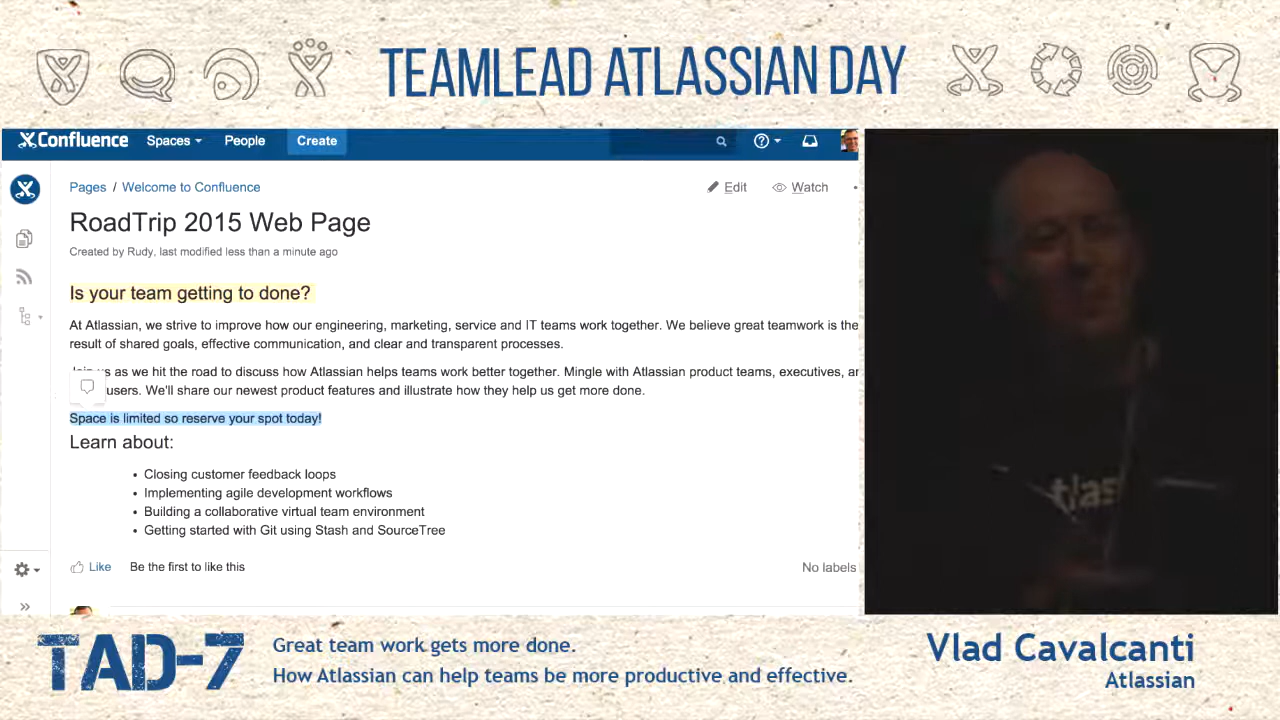 TEAMLEAD ATLASSIAN DAY
Confluence Spaces People Create
Pages / Welcome to Confluence Edit Watch
RoadTrip 2015 Web Page
Created by Rudy, last modified less than a minute ago
Is your team getting to done?
At Atlassian, we strive to improve how our engineering, marketing, service and IT teams work together. We believe great teamwork is the
result of shared goals, effective communication, and clear and transparent processes.
us as we hit the road to discuss how Atlassian helps teams work better together. Mingle with Atlassian product teams, executives,
users. We'll share our newest product features and illustrate how they help us get more done.
Space is limited so reserve your spot today!
Learn about:
• Closing customer feedback loops
• Implementing agile development workflows
• Building a collaborative virtual team environment
• Getting started with Git using Stash and SourceTree
Like Be the first to like this No labels
tlas
TAD-7
Great team work gets more done.
How Atlassian can help teams be more productive and effective.
Vlad Cavalcanti
Atlassian